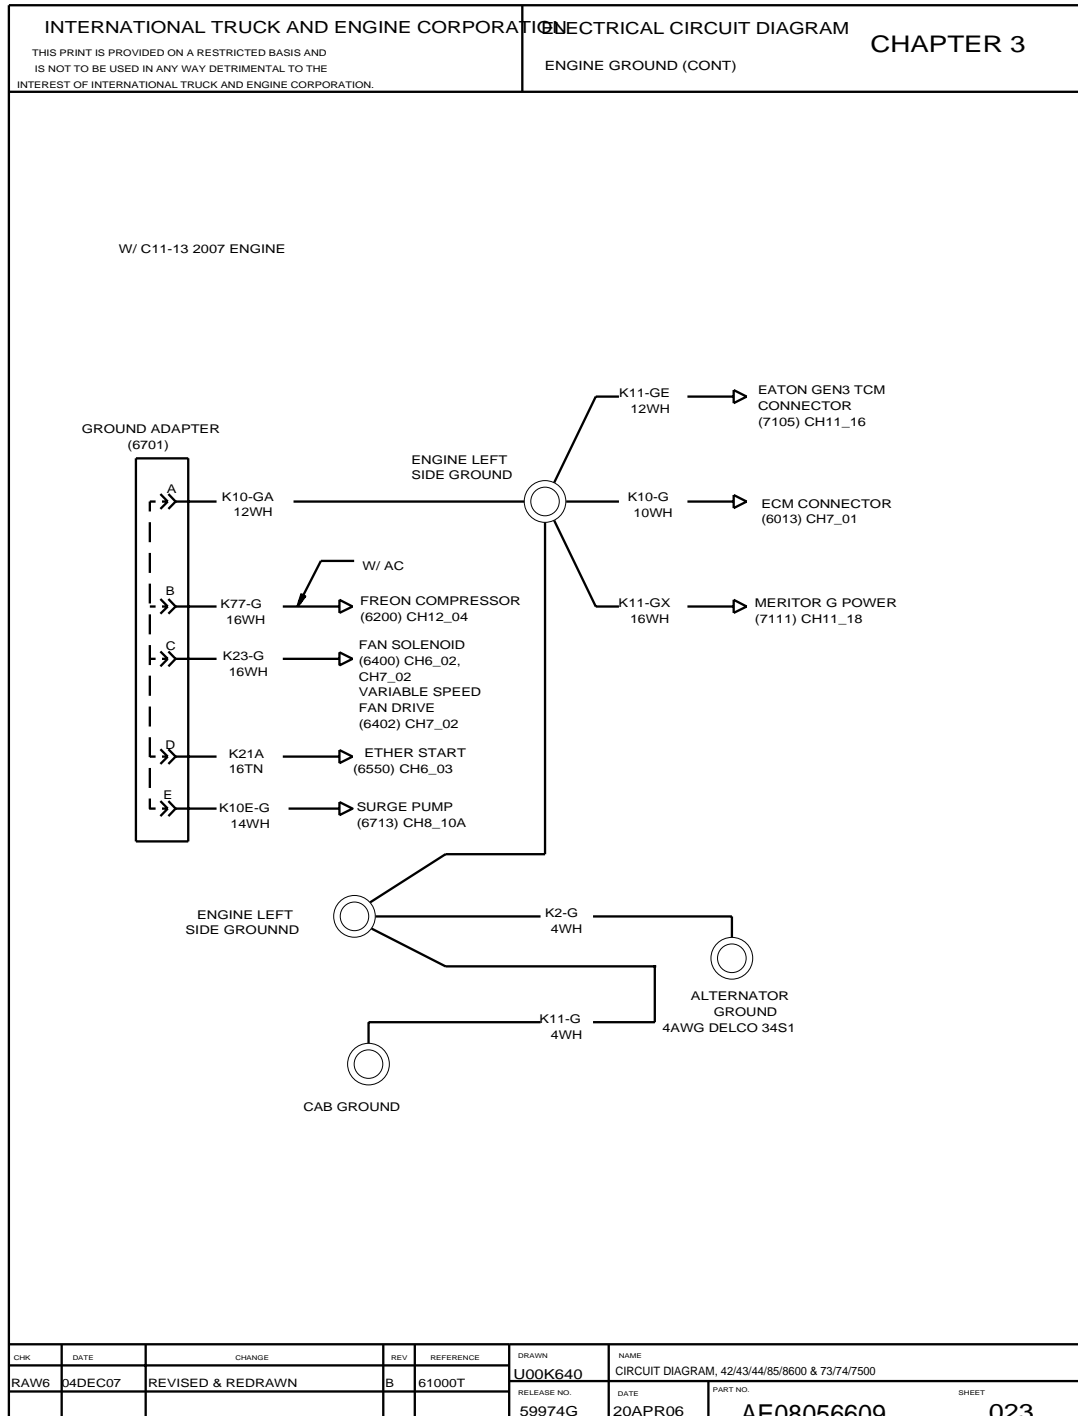 INTERNATIONAL TRUCK AND ENGINE CORPORATION
THIS PRINT IS PROVIDED ON A RESTRICTED BASIS AND
IS NOT TO BE USED IN ANY WAY DETRIMENTAL TO THE
INTEREST OF INTERNATIONAL TRUCK AND ENGINE CORPORATION.
ELECTRICAL CIRCUIT DIAGRAM
ENGINE GROUND (CONT)
CHAPTER 3
W/ C11-13 2007 ENGINE
GROUND ADAPTER
(6701)
A
K10-GA
12WH
ENGINE LEFT
SIDE GROUND
K11-GE
12WH
EATON GEN3 TCM
CONNECTOR
(7105) CH11_16
K10-G
10WH
ECM CONNECTOR
(6013) CH7_01
K11-GX
16WH
MERITOR G POWER
(7111) CH11_18
W/ AC
B
K77-G
16WH
FREON COMPRESSOR
(6200) CH12_04
C
K23-G
16WH
FAN SOLENOID
(6400) CH6_02,
CH7_02
VARIABLE SPEED
FAN DRIVE
(6402) CH7_02
D
K21A
16TN
ETHER START
(6550) CH6_03
E
K10E-G
14WH
SURGE PUMP
(6713) CH8_10A
ENGINE LEFT
SIDE GROUNND
K2-G
4WH
ALTERNATOR
GROUND
4AWG DELCO 34S1
K11-G
4WH
CAB GROUND
CHK DATE CHANGE REV REFERENCE
RAW6 04DEC07 REVISED & REDRAWN B 61000T
DRAWN
U00K640
NAME
CIRCUIT DIAGRAM, 42/43/44/85/8600 & 73/74/7500
RELEASE NO.
59974G
DATE
20APR06
PART NO.
AE08056609
SHEET
023